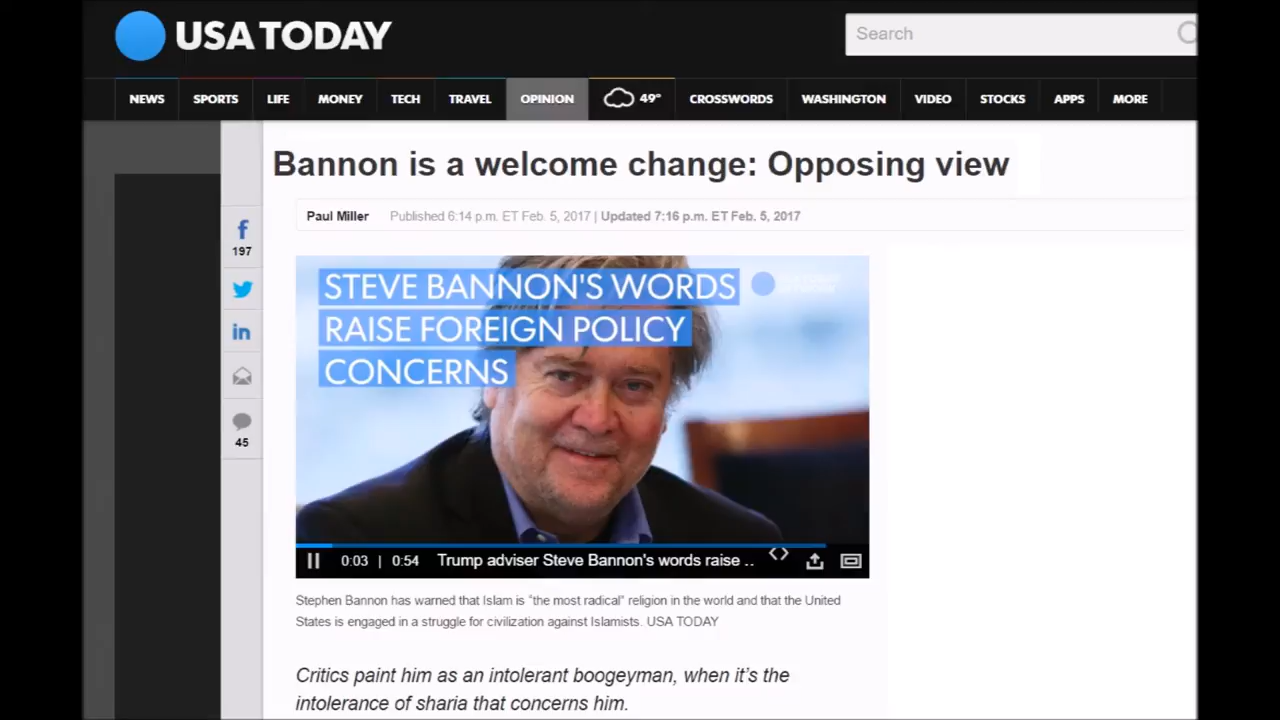 USA TODAY
Search
NEWS SPORTS LIFE MONEY TECH TRAVEL OPINION 49° CROSSWORDS WASHINGTON VIDEO STOCKS APPS MORE
Bannon is a welcome change: Opposing view
Paul Miller Published 6:14 p.m. ET Feb. 5, 2017 | Updated 7:16 p.m. ET Feb. 5, 2017
197
45
STEVE BANNON'S WORDS
RAISE FOREIGN POLICY
CONCERNS
0:03 | 0:54 Trump adviser Steve Bannon's words raise ..
Stephen Bannon has warned that Islam is "the most radical" religion in the world and that the United
States is engaged in a struggle for civilization against Islamists. USA TODAY
Critics paint him as an intolerant boogeyman, when it's the
intolerance of sharia that concerns him.